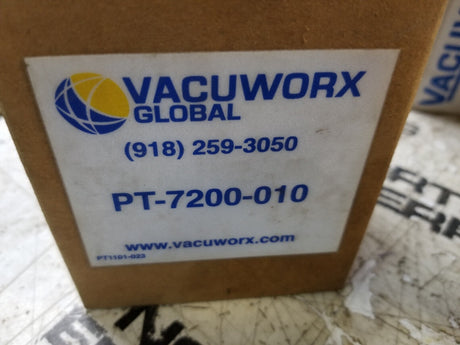 VACUWORX
GLOBAL
(918) 259-3050
PT-7200-010
www.vacuworx.com
PT1101-023